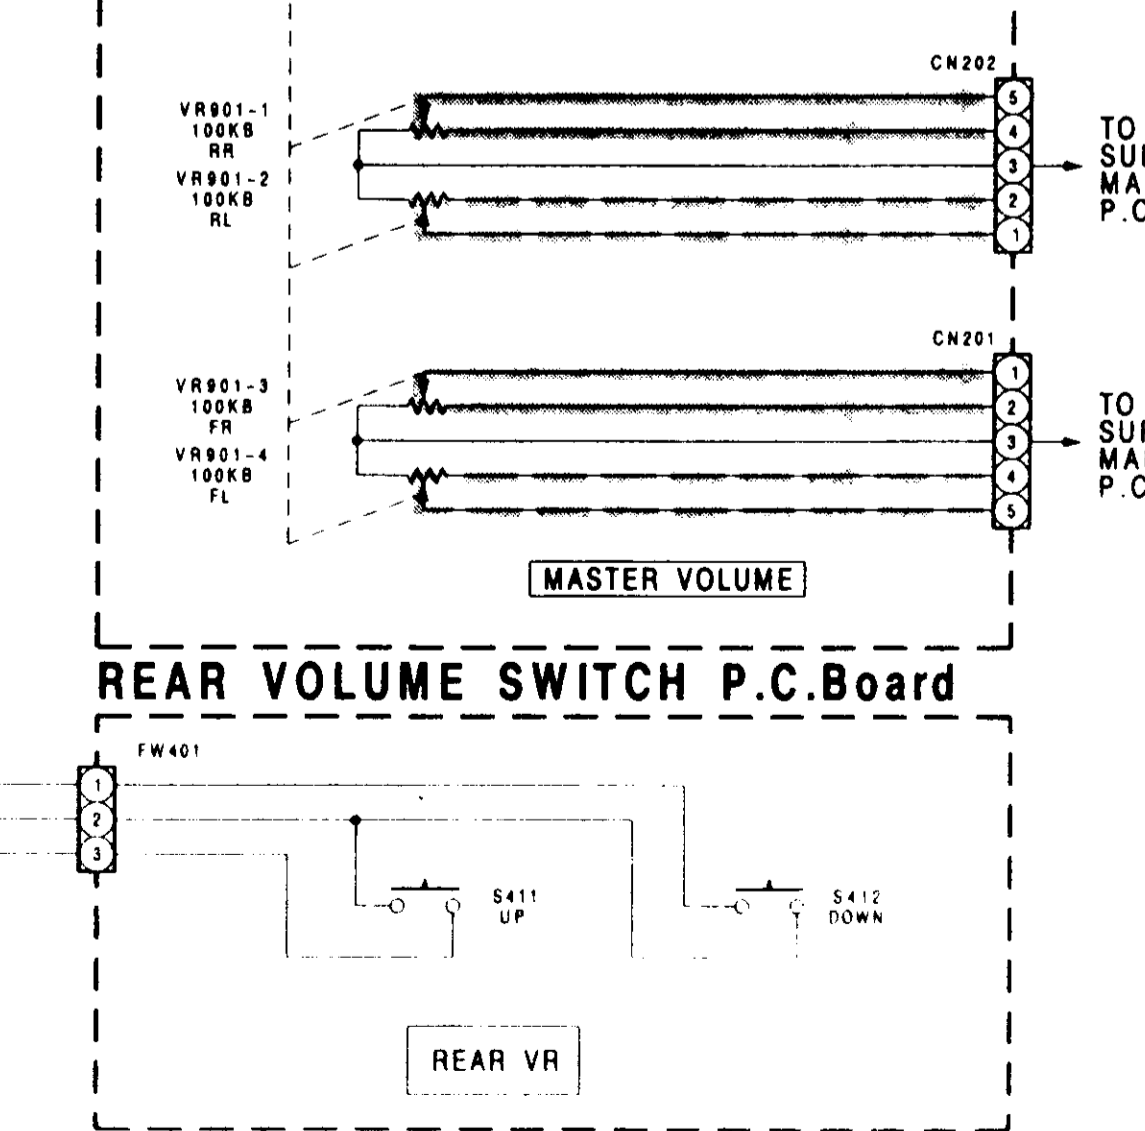 CN202
VR901-1
100KB
RR
VR901-2
100KB
RL
5
4
3
2
1
TO
CN201
VR901-3
100KB
FR
VR901-4
100KB
FL
1
2
3
4
5
TO
MASTER VOLUME
REAR VOLUME SWITCH P.C.Board
FW401
1
2
3
S411
UP
S412
DOWN
REAR VR